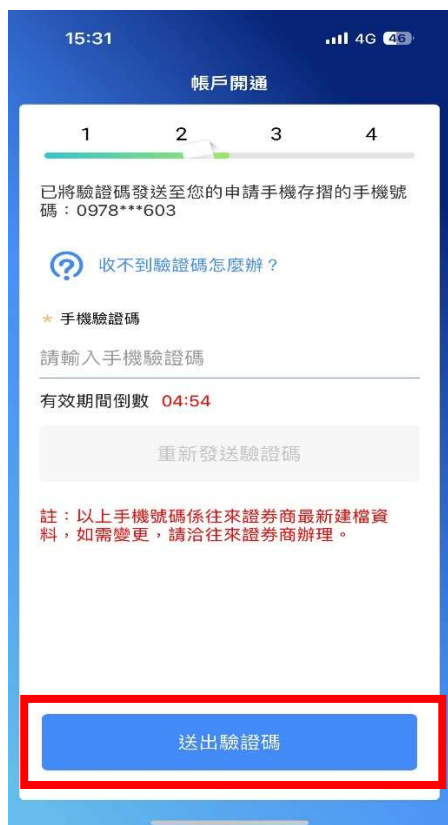 15:31
4G 46
帳戶開通
1 2 3 4
已將驗證碼發送至您的申請手機存摺的手機號
碼：0978***603
? 收不到驗證碼怎麼辦？
* 手機驗證碼
請輸入手機驗證碼
有效期間倒數 04:54
重新發送驗證碼
註：以上手機號碼係往來證券商最新建檔資
料，如需變更，請洽往來證券商辦理。
送出驗證碼